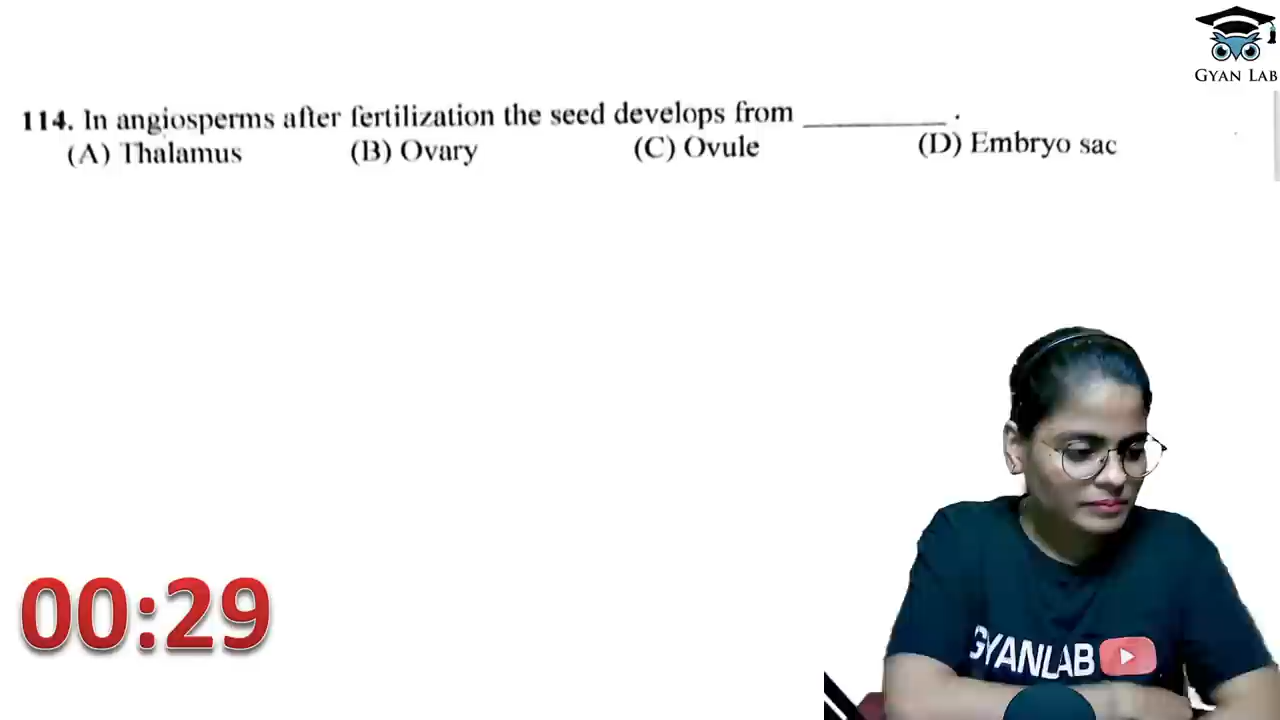 GYAN LAB
114. In angiosperms after fertilization the seed develops from __________ .
(A) Thalamus (B) Ovary (C) Ovule (D) Embryo sac
00:29
GYANLAB